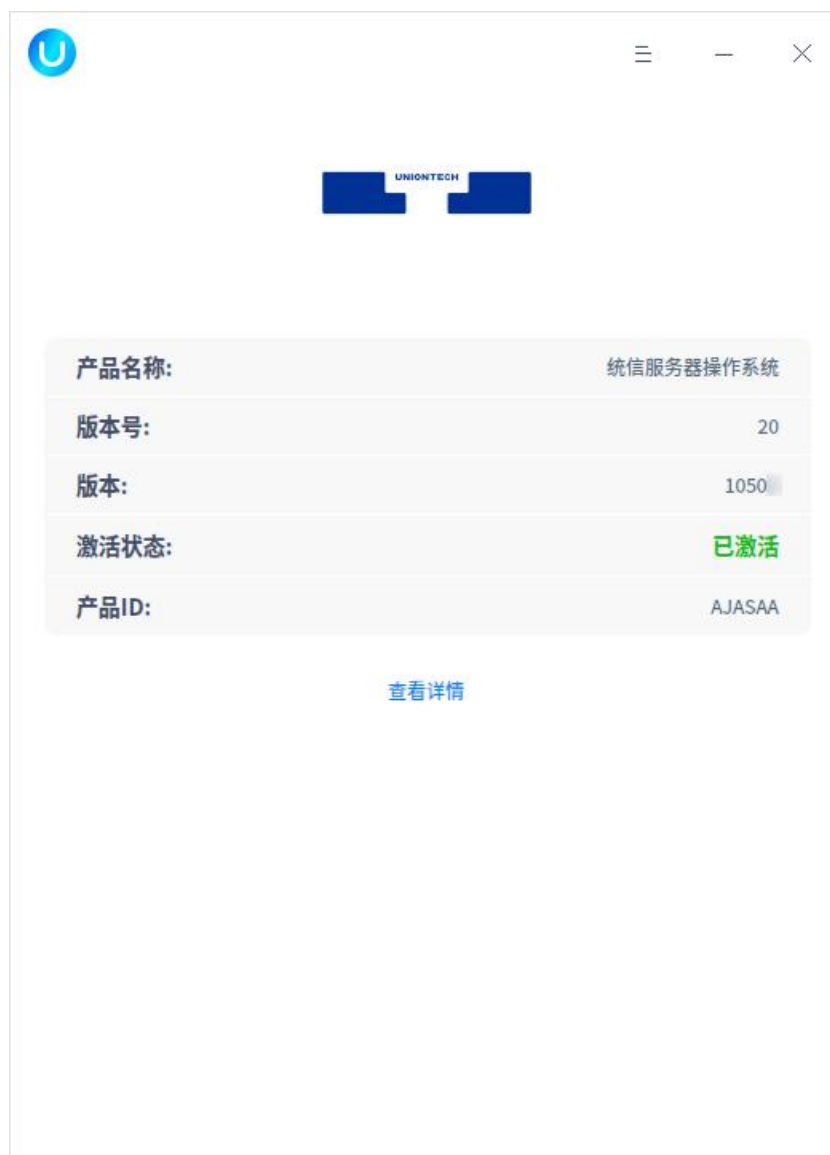 UNIONTECH
产品名称: 统信服务器操作系统
版本号: 20
版本: 1050
激活状态: 已激活
产品ID: AJASAA
查看详情